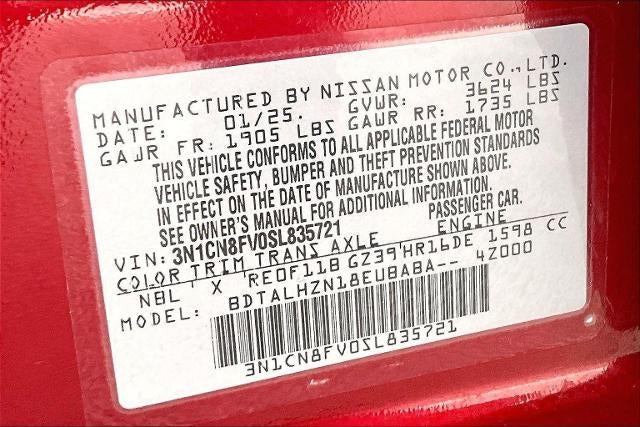 MANUFACTURED BY NISSAN MOTOR CO., LTD.
DATE: 01/25. GVWR: 3624 LBS
GAWR FR: 1905 LBS GAWR RR: 1735 LBS
THIS VEHICLE CONFORMS TO ALL APPLICABLE FEDERAL MOTOR
VEHICLE SAFETY, BUMPER AND THEFT PREVENTION STANDARDS
IN EFFECT ON THE DATE OF MANUFACTURE SHOWN ABOVE.
SEE OWNER'S MANUAL FOR ADDITIONAL INFORMATION.
VIN: 3N1CN8FV0SL835721 PASSENGER CAR.
COLOR TRIM TRANS AXLE ENGINE
NBL X RE0F11B GZ39 HR16DE 1598 CC
MODEL: BDTALHZN18EUBABA-- 4Z000
3N1CN8FV0SL835721